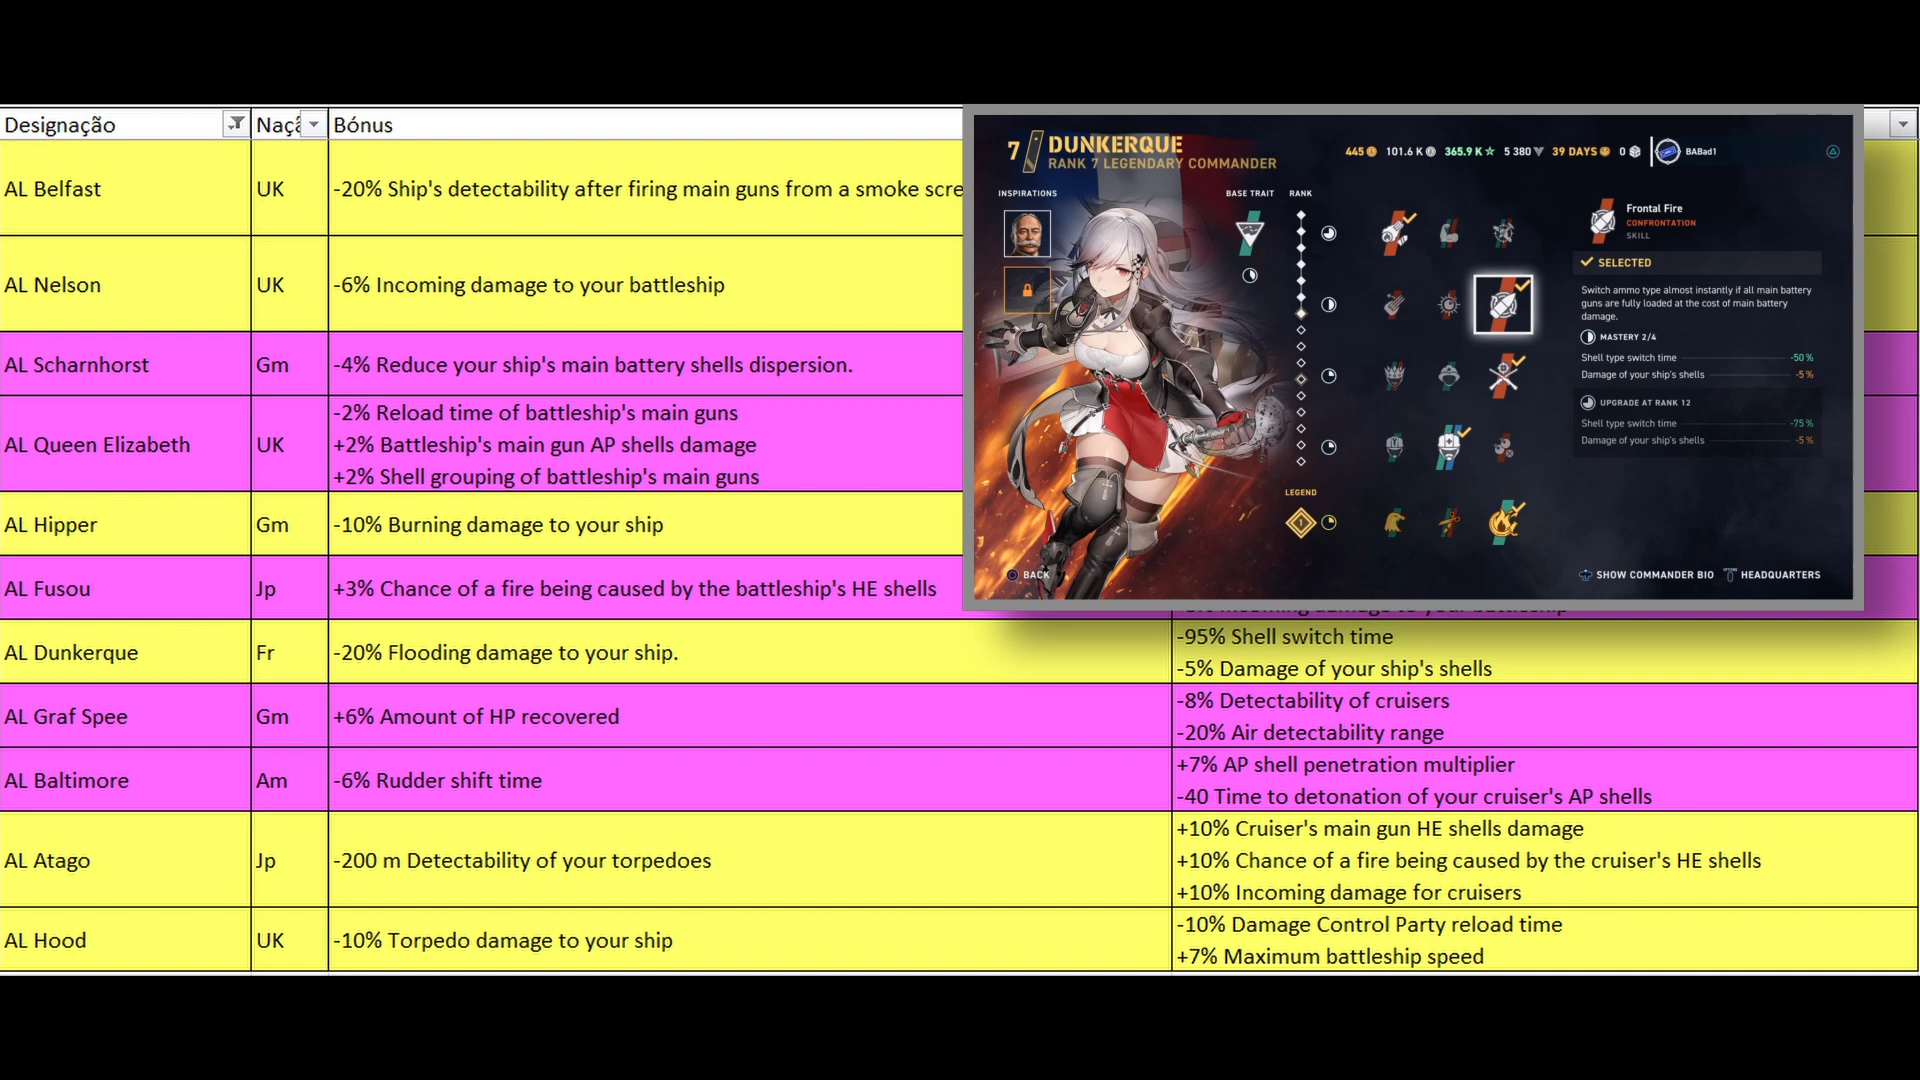 Designação
Naçã
Bónus
AL Belfast
UK
-20% Ship's detectability after firing main guns from a smoke scre
AL Nelson
UK
-6% Incoming damage to your battleship
AL Scharnhorst
Gm
-4% Reduce your ship's main battery shells dispersion.
AL Queen Elizabeth
UK
-2% Reload time of battleship's main guns
+2% Battleship's main gun AP shells damage
+2% Shell grouping of battleship's main guns
AL Hipper
Gm
-10% Burning damage to your ship
AL Fusou
Jp
+3% Chance of a fire being caused by the battleship's HE shells
AL Dunkerque
Fr
-20% Flooding damage to your ship.
-95% Shell switch time
-5% Damage of your ship's shells
AL Graf Spee
Gm
+6% Amount of HP recovered
-8% Detectability of cruisers
-20% Air detectability range
AL Baltimore
Am
-6% Rudder shift time
+7% AP shell penetration multiplier
-40 Time to detonation of your cruiser's AP shells
AL Atago
Jp
-200 m Detectability of your torpedoes
+10% Cruiser's main gun HE shells damage
+10% Chance of a fire being caused by the cruiser's HE shells
+10% Incoming damage for cruisers
AL Hood
UK
-10% Torpedo damage to your ship
-10% Damage Control Party reload time
+7% Maximum battleship speed
7 DUNKERQUE
RANK 7 LEGENDARY COMMANDER
445 101.6 K 365.9 K 5 380 39 DAYS 0 BABad1
INSPIRATIONS
BASE TRAIT
RANK
LEGEND
1
Frontal Fire
CONFRONTATION
SKILL
SELECTED
Switch ammo type almost instantly if all main battery
guns are fully loaded at the cost of main battery
damage.
MASTERY 2/4
Shell type switch time -50 %
Damage of your ship's shells -5 %
UPGRADE AT RANK 12
Shell type switch time -75 %
Damage of your ship's shells -5 %
BACK
SHOW COMMANDER BIO
OPTIONS
HEADQUARTERS